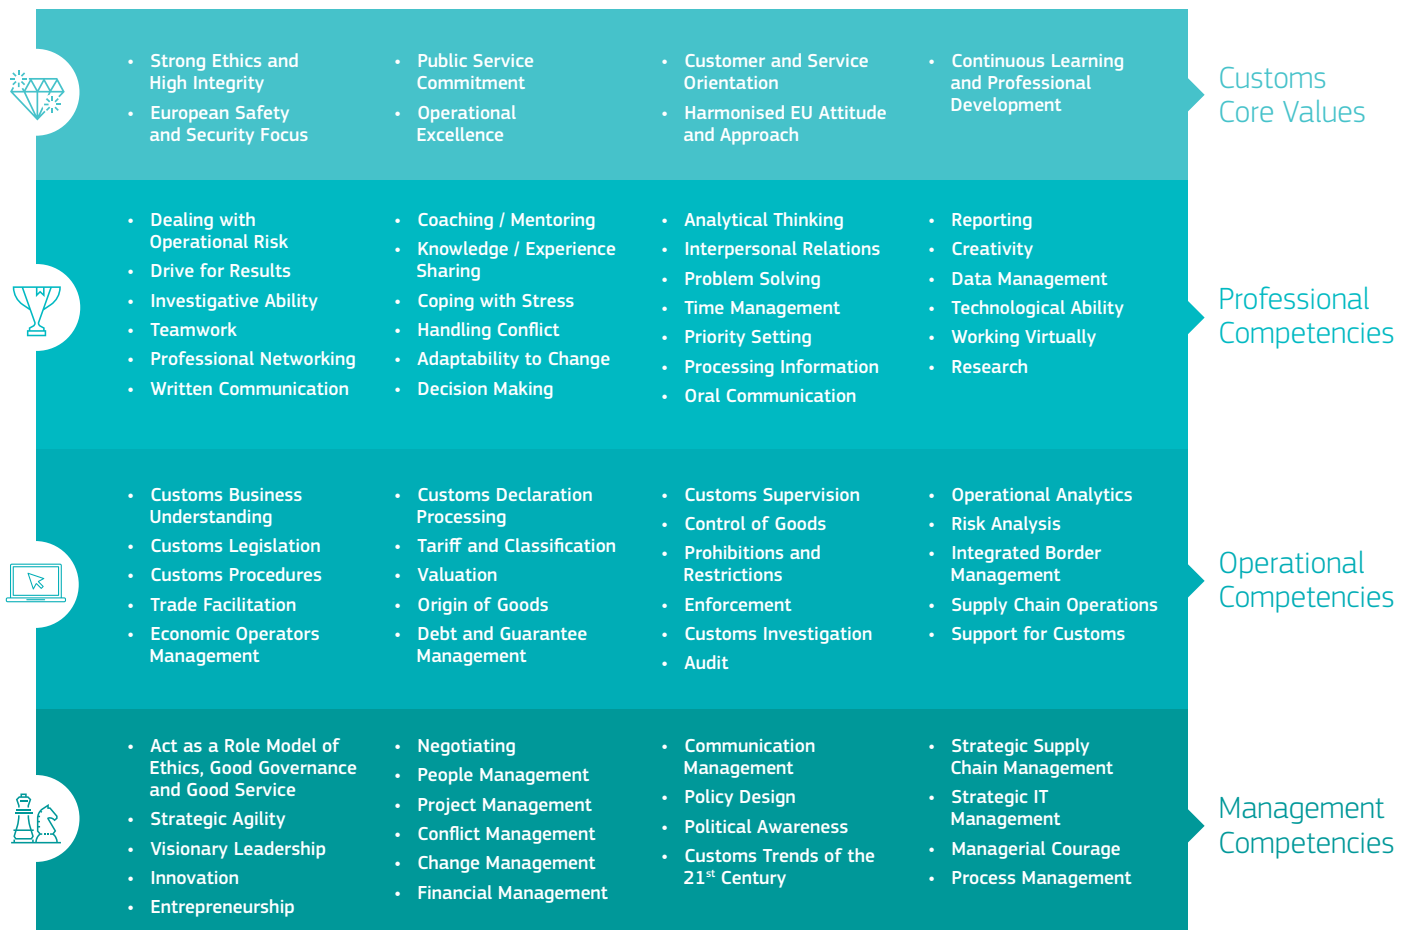 • Strong Ethics and
High Integrity
• European Safety
and Security Focus
• Public Service
Commitment
• Operational
Excellence
• Customer and Service
Orientation
• Harmonised EU Attitude
and Approach
• Continuous Learning
and Professional
Development
Customs
Core Values
• Dealing with
Operational Risk
• Drive for Results
• Investigative Ability
• Teamwork
• Professional Networking
• Written Communication
• Coaching / Mentoring
• Knowledge / Experience
Sharing
• Coping with Stress
• Handling Conflict
• Adaptability to Change
• Decision Making
• Analytical Thinking
• Interpersonal Relations
• Problem Solving
• Time Management
• Priority Setting
• Processing Information
• Oral Communication
• Reporting
• Creativity
• Data Management
• Technological Ability
• Working Virtually
• Research
Professional
Competencies
• Customs Business
Understanding
• Customs Legislation
• Customs Procedures
• Trade Facilitation
• Economic Operators
Management
• Customs Declaration
Processing
• Tariff and Classification
• Valuation
• Origin of Goods
• Debt and Guarantee
Management
• Customs Supervision
• Control of Goods
• Prohibitions and
Restrictions
• Enforcement
• Customs Investigation
• Audit
• Operational Analytics
• Risk Analysis
• Integrated Border
Management
• Supply Chain Operations
• Support for Customs
Operational
Competencies
• Act as a Role Model of
Ethics, Good Governance
and Good Service
• Strategic Agility
• Visionary Leadership
• Innovation
• Entrepreneurship
• Negotiating
• People Management
• Project Management
• Conflict Management
• Change Management
• Financial Management
• Communication
Management
• Policy Design
• Political Awareness
• Customs Trends of the
21st Century
• Strategic Supply
Chain Management
• Strategic IT
Management
• Managerial Courage
• Process Management
Management
Competencies